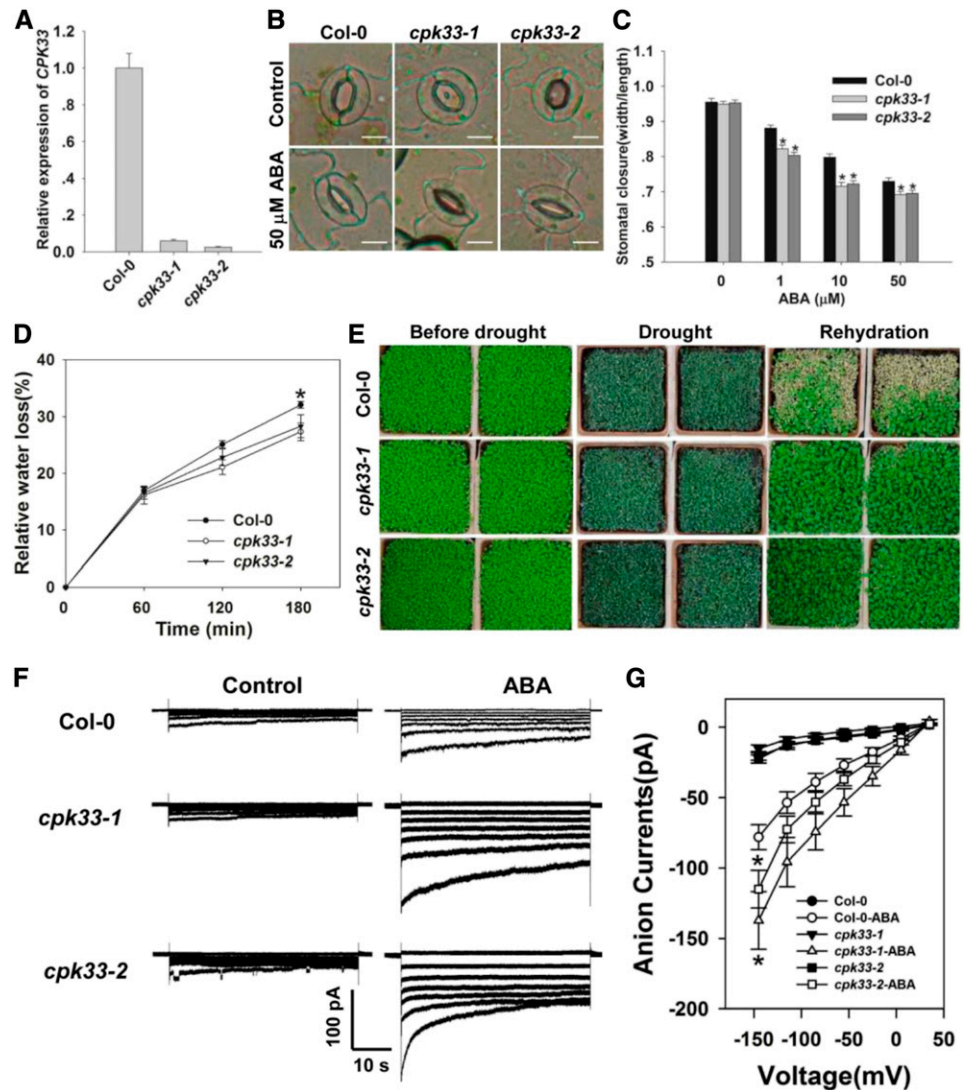 A
Relative expression of CPK33
1.2
1.0
.8
.6
.4
.2
0.0
Col-0
cpk33-1
cpk33-2
B
Col-0
cpk33-1
cpk33-2
Control
50 µM ABA
C
Stomatal closure(width/length)
1.1
1
.9
.8
.7
.6
.5
Col-0
cpk33-1
cpk33-2
* *
* *
* *
0
1
10
50
ABA (µM)
D
Relative water loss(%)
40
30
20
10
0
*
Col-0
cpk33-1
cpk33-2
0
60
120
180
Time (min)
E
Before drought
Drought
Rehydration
Col-0
cpk33-1
cpk33-2
F
Control
ABA
Col-0
cpk33-1
cpk33-2
100 pA
10 s
G
Anion Currents(pA)
0
-50
-100
-150
-200
*
*
Col-0
Col-0-ABA
cpk33-1
cpk33-1-ABA
cpk33-2
cpk33-2-ABA
-150
-100
-50
0
50
Voltage(mV)